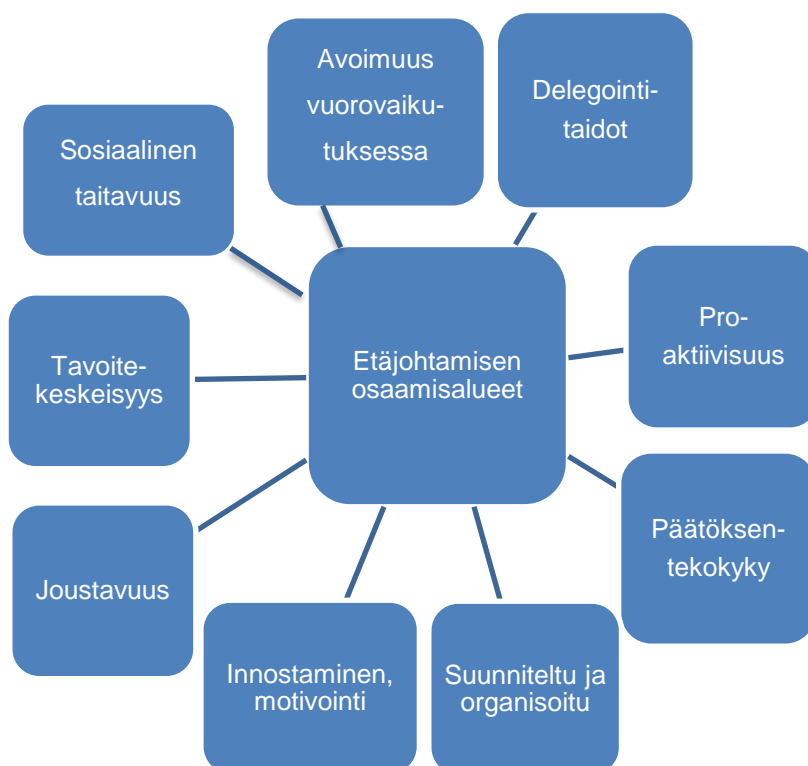 Avoimuus
vuorovaiku-
tuksessa
Delegointi-
taidot
Sosiaalinen
taitavuus
Pro-
aktiivisuus
Tavoite-
keskeisyys
Etäjohtamisen
osaamisalueet
Päätöksen-
tekokyky
Joustavuus
Innostaminen,
motivointi
Suunniteltu ja
organisoitu